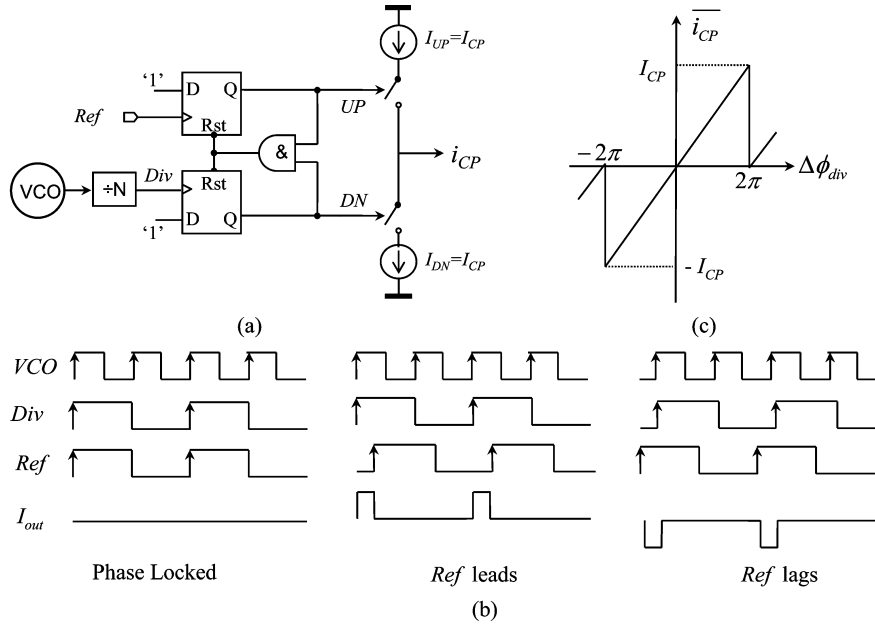 I_UP=I_CP
'1'
D Q
UP
Ref
Rst
&
i_CP
Rst
VCO
÷N
Div
D Q
DN
'1'
I_DN=I_CP
(a)
i_CP
I_CP
−2π
2π
Δϕ_div
- I_CP
(c)
VCO
Div
Ref
I_out
Phase Locked
Ref leads
Ref lags
(b)